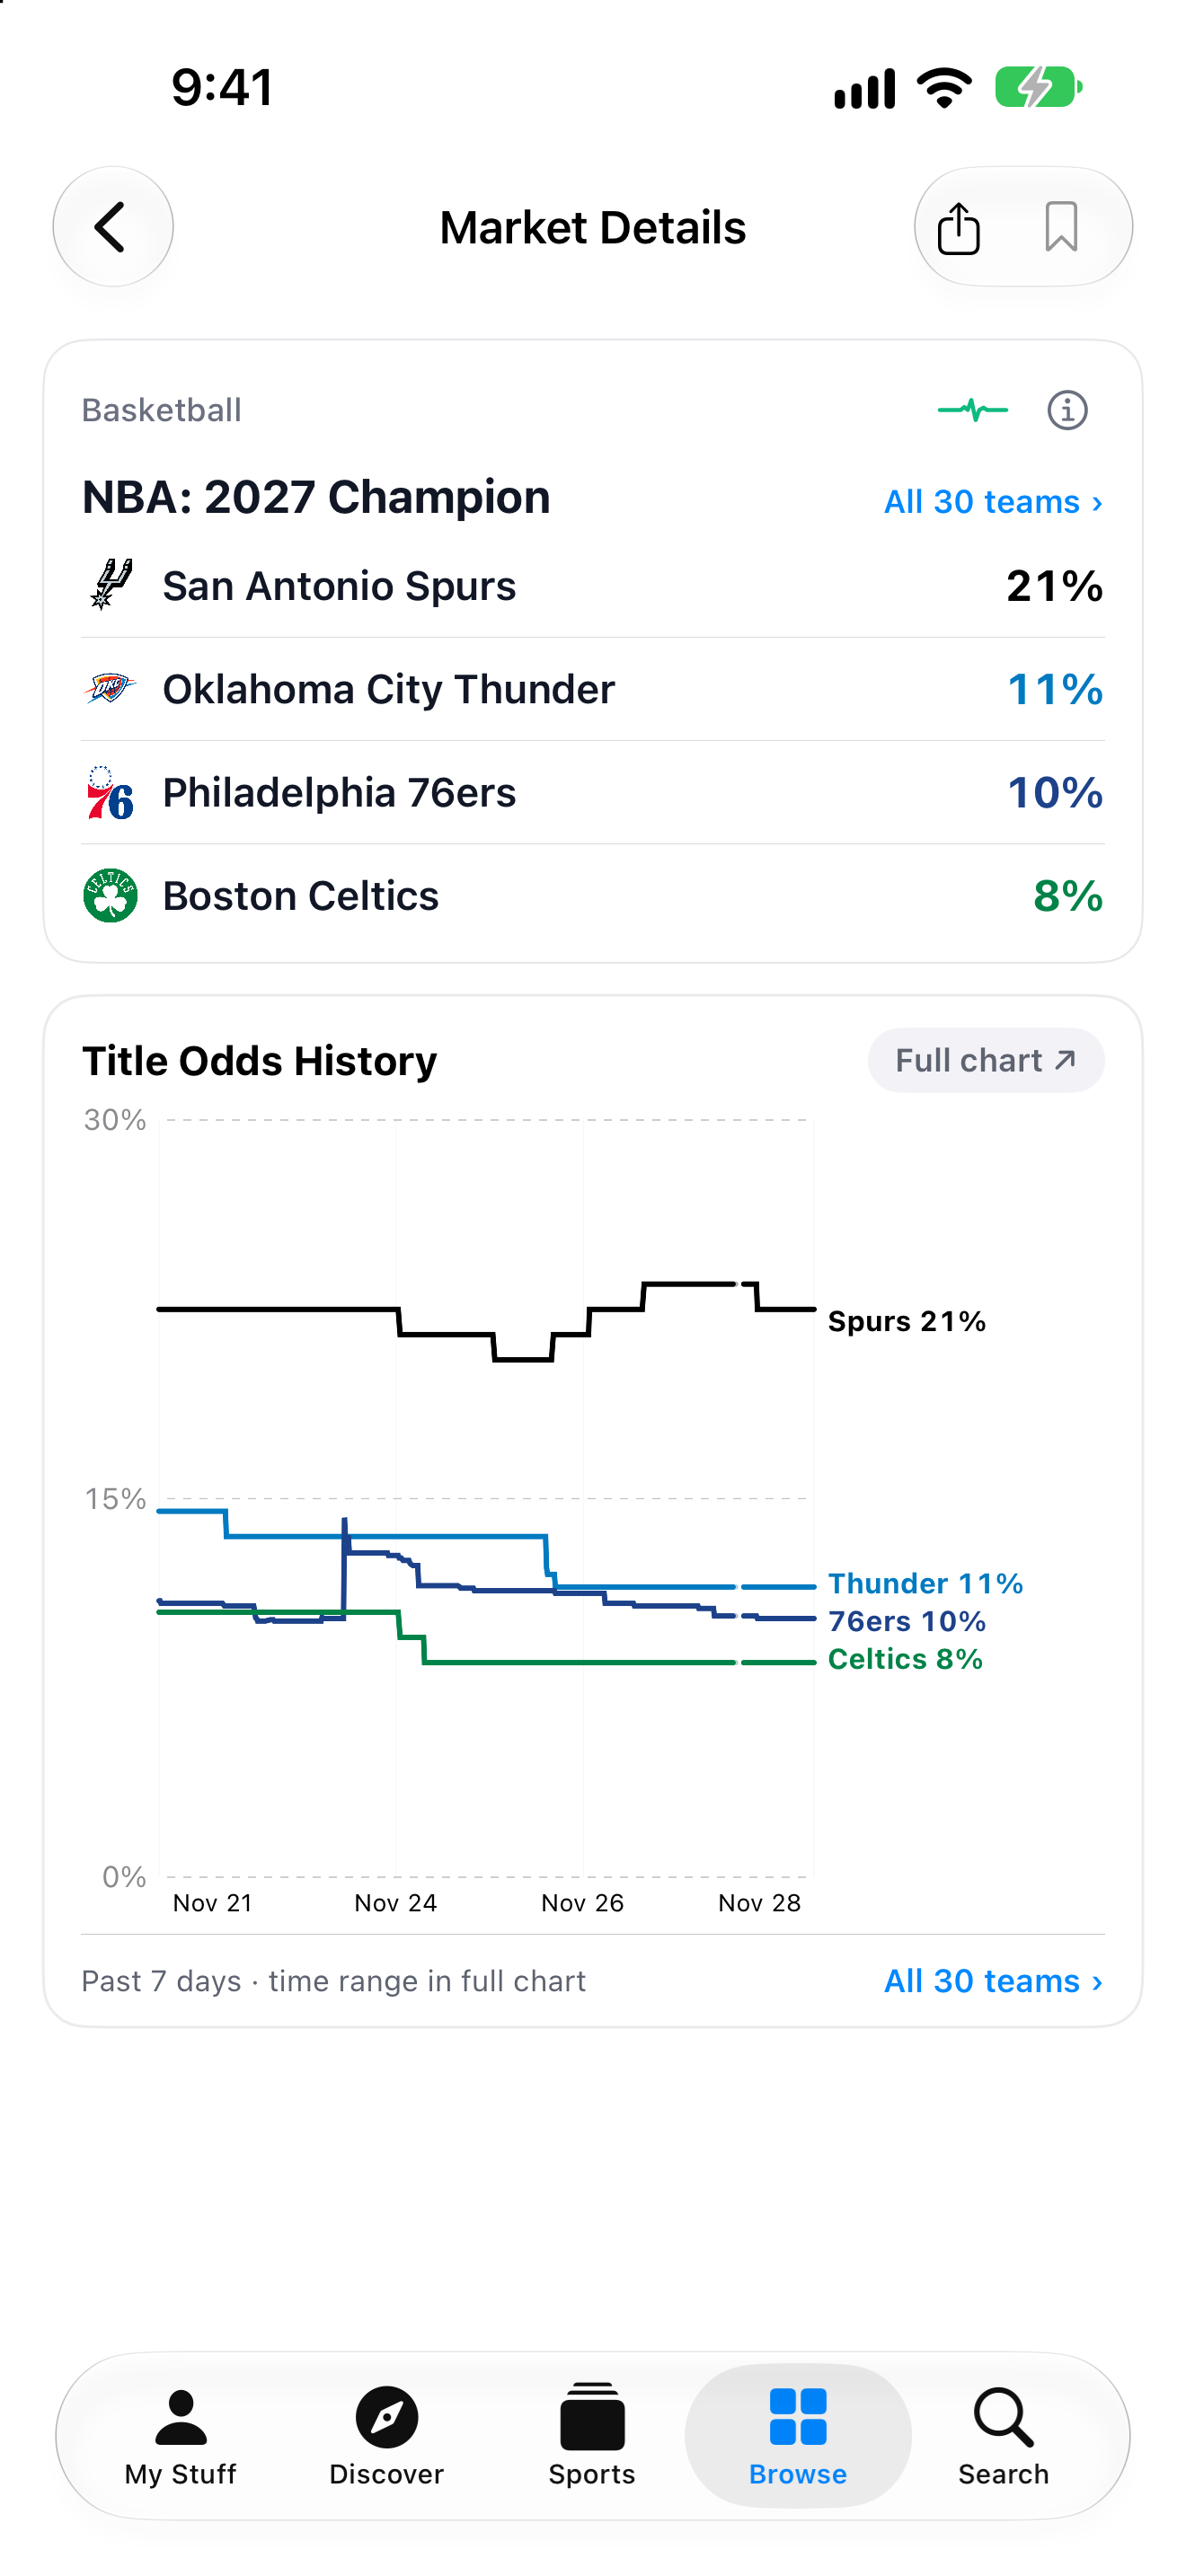 9:41
Market Details
Basketball
NBA: 2027 Champion
All 30 teams ›
San Antonio Spurs
21%
OKC
Oklahoma City Thunder
11%
76
Philadelphia 76ers
10%
CELTICS
Boston Celtics
8%
Title Odds History
Full chart ↗
30%
15%
0%
Spurs 21%
Thunder 11%
76ers 10%
Celtics 8%
Nov 21
Nov 24
Nov 26
Nov 28
Past 7 days · time range in full chart
All 30 teams ›
My Stuff
Discover
Sports
Browse
Search